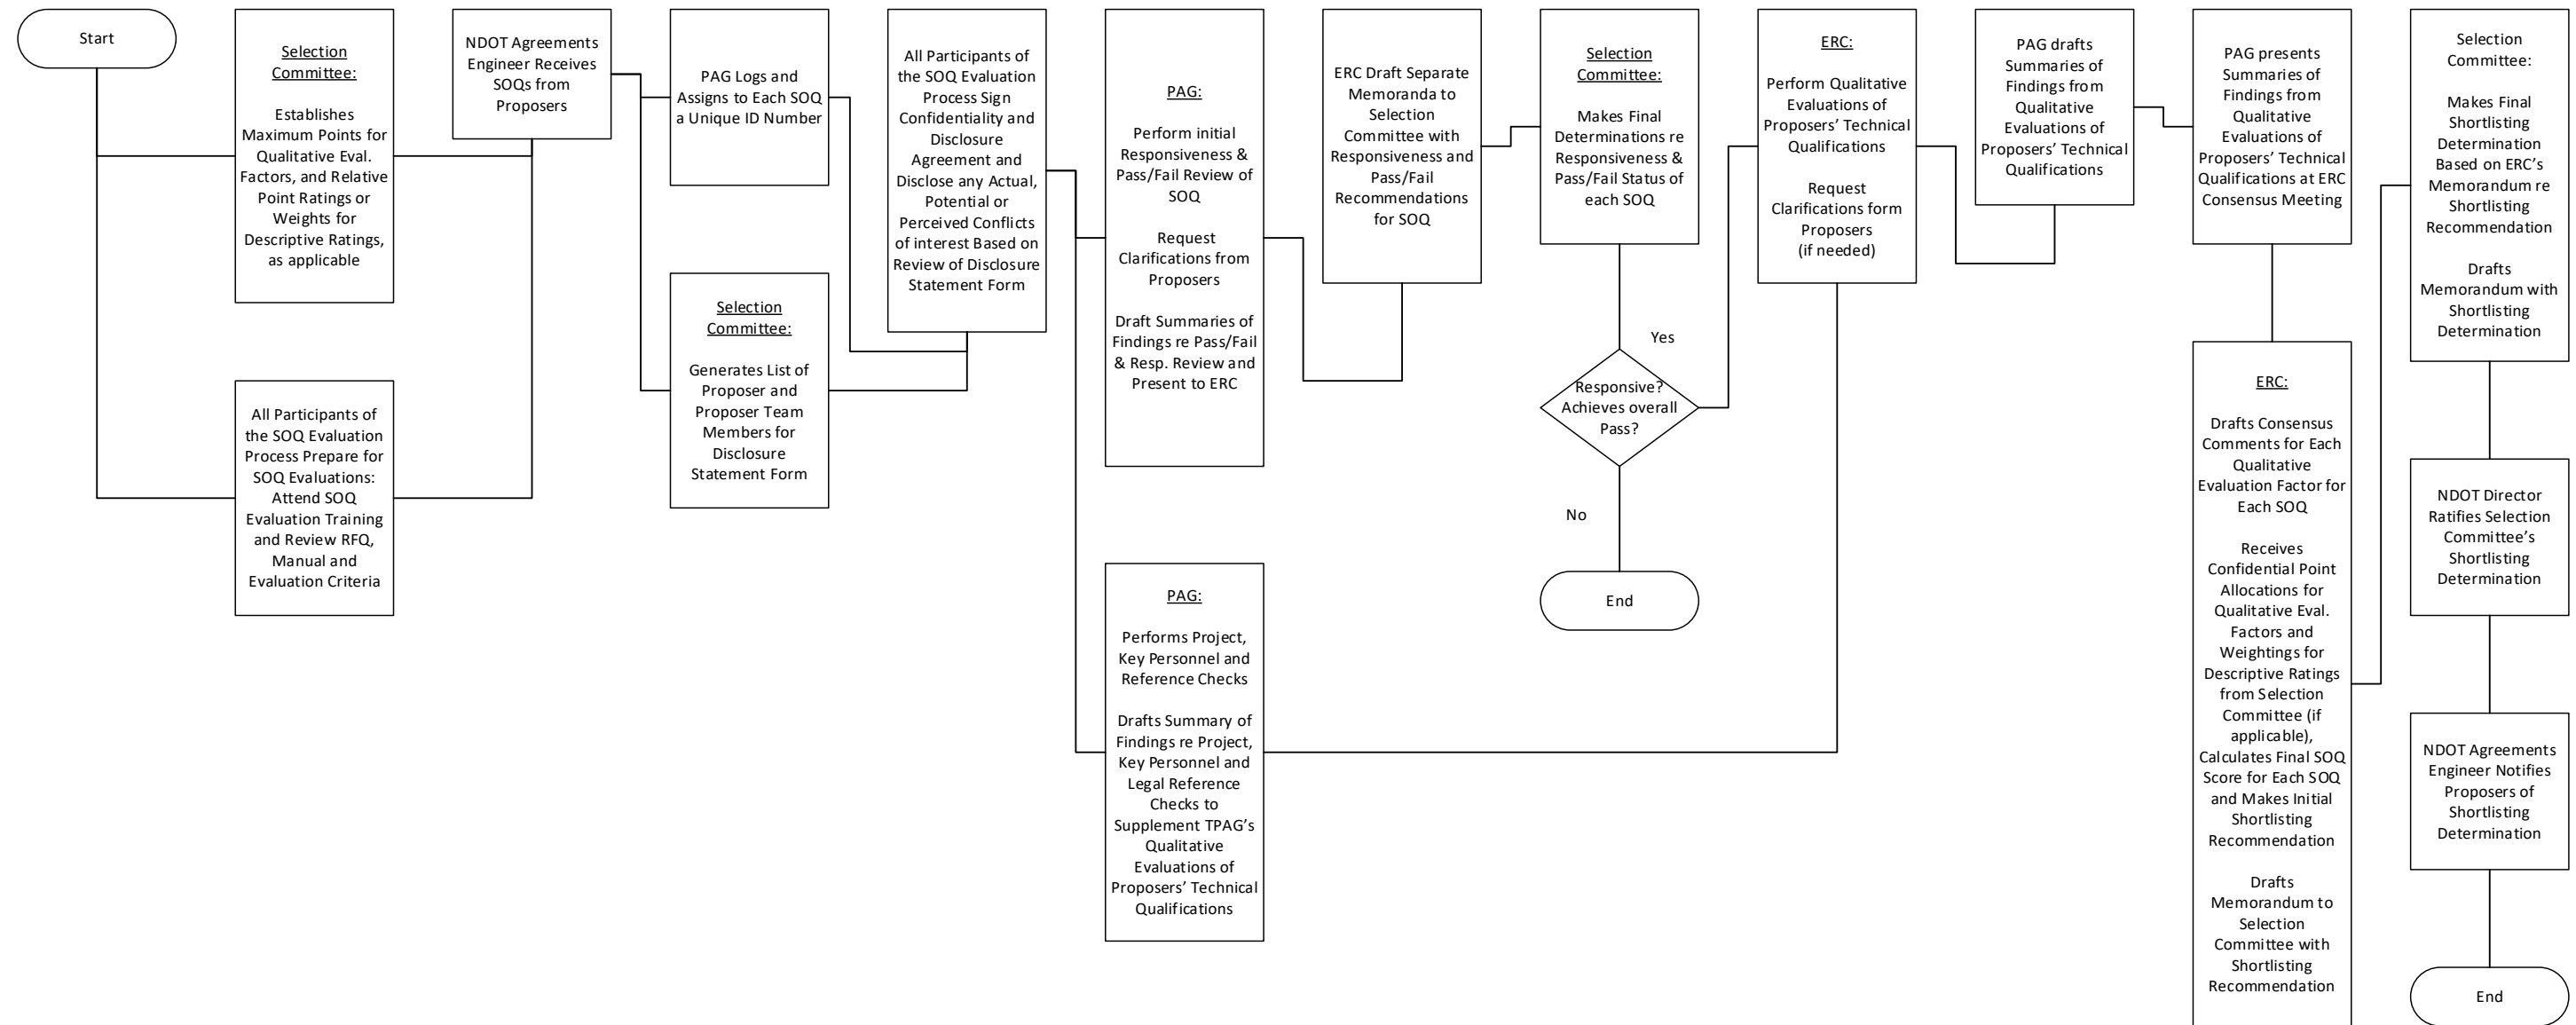 Start
Selection
Committee:
Establishes
Maximum Points for
Qualitative Eval.
Factors, and Relative
Point Ratings or
Weights for
Descriptive Ratings,
as applicable
All Participants of
the SOQ Evaluation
Process Prepare for
SOQ Evaluations:
Attend SOQ
Evaluation Training
and Review RFQ,
Manual and
Evaluation Criteria
NDOT Agreements
Engineer Receives
SOQs from
Proposers
PAG Logs and
Assigns to Each SOQ
a Unique ID Number
Selection
Committee:
Generates List of
Proposer and
Proposer Team
Members for
Disclosure
Statement Form
All Participants of
the SOQ Evaluation
Process Sign
Confidentiality and
Disclosure
Agreement and
Disclose any Actual,
Potential or
Perceived Conflicts
of interest Based on
Review of Disclosure
Statement Form
PAG:
Perform initial
Responsiveness &
Pass/Fail Review of
SOQ
Request
Clarifications from
Proposers
Draft Summaries of
Findings re Pass/Fail
& Resp. Review and
Present to ERC
PAG:
Performs Project,
Key Personnel and
Reference Checks
Drafts Summary of
Findings re Project,
Key Personnel and
Legal Reference
Checks to
Supplement TPAG's
Qualitative
Evaluations of
Proposers' Technical
Qualifications
ERC Draft Separate
Memoranda to
Selection
Committee with
Responsiveness and
Pass/Fail
Recommendations
for SOQ
Selection
Committee:
Makes Final
Determinations re
Responsiveness &
Pass/Fail Status of
each SOQ
Yes
Responsive?
Achieves overall
Pass?
No
End
ERC:
Perform Qualitative
Evaluations of
Proposers' Technical
Qualifications
Request
Clarifications form
Proposers
(if needed)
PAG drafts
Summaries of
Findings from
Qualitative
Evaluations of
Proposers' Technical
Qualifications
PAG presents
Summaries of
Findings from
Qualitative
Evaluations of
Proposers' Technical
Qualifications at ERC
Consensus Meeting
ERC:
Drafts Consensus
Comments for Each
Qualitative
Evaluation Factor for
Each SOQ
Receives
Confidential Point
Allocations for
Qualitative Eval.
Factors and
Weightings for
Descriptive Ratings
from Selection
Committee (if
applicable),
Calculates Final SOQ
Score for Each SOQ
and Makes Initial
Shortlisting
Recommendation
Drafts
Memorandum to
Selection
Committee with
Shortlisting
Recommendation
Selection
Committee:
Makes Final
Shortlisting
Determination
Based on ERC's
Memorandum re
Shortlisting
Recommendation
Drafts
Memorandum with
Shortlisting
Determination
NDOT Director
Ratifies Selection
Committee's
Shortlisting
Determination
NDOT Agreements
Engineer Notifies
Proposers of
Shortlisting
Determination
End